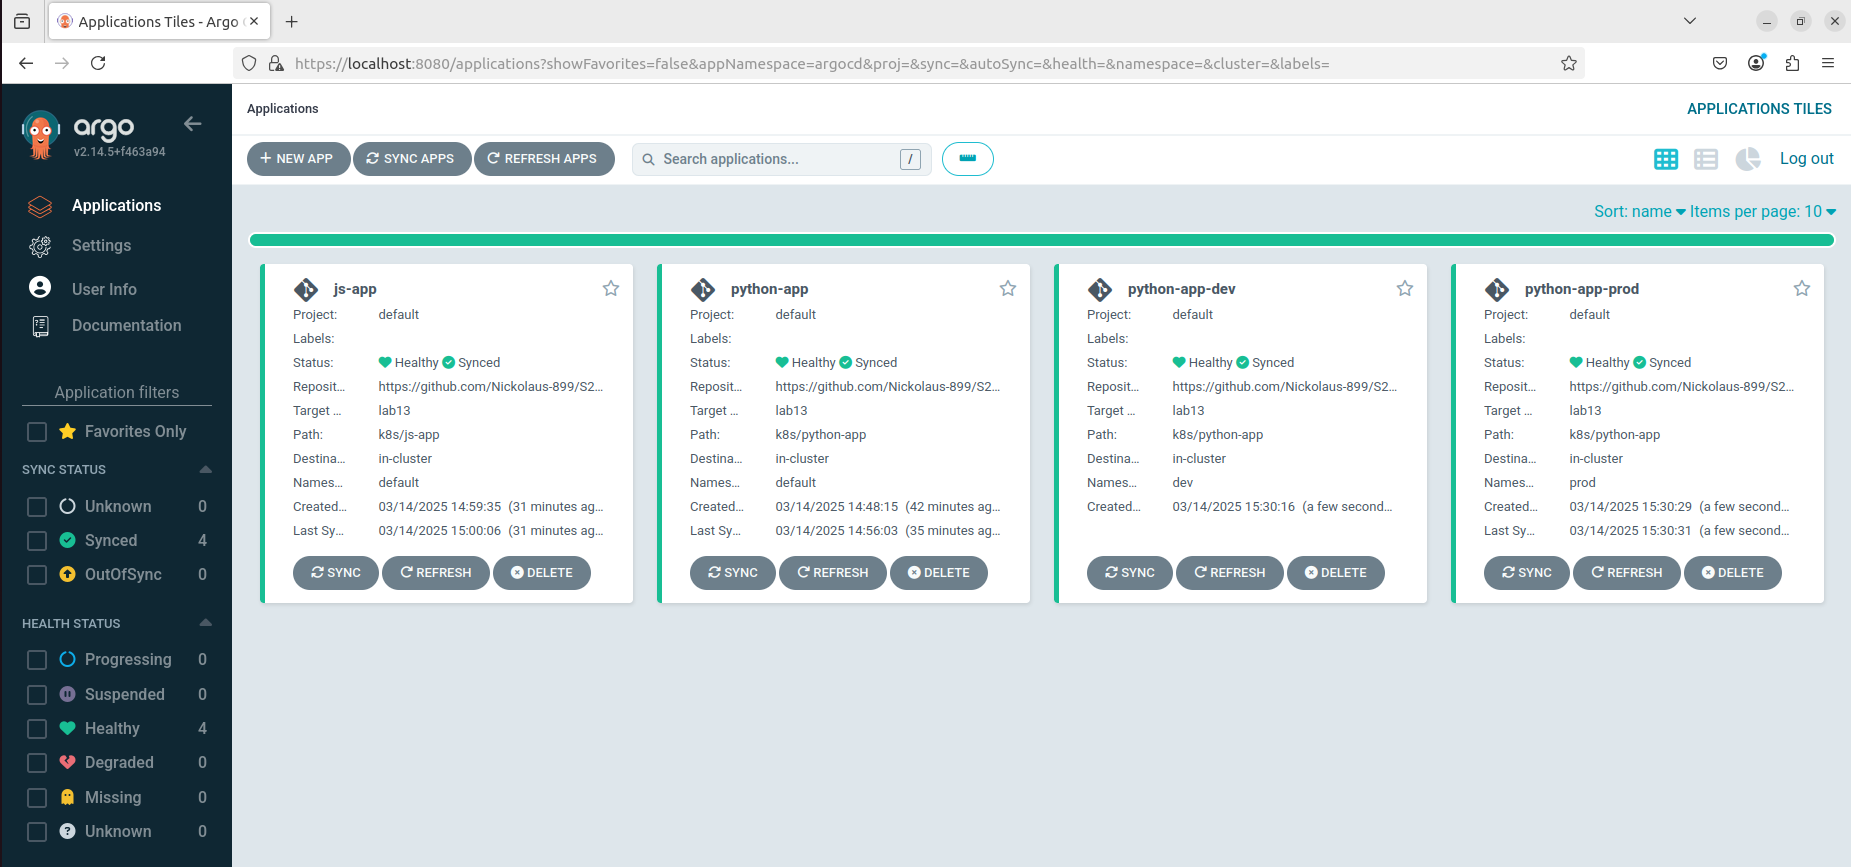 Applications Tiles - Argo
https://localhost:8080/applications?showFavorites=false&appNamespace=argocd&proj=&sync=&autoSync=&health=&namespace=&cluster=&labels=
argo
v2.14.5+f463a94
Applications
Settings
User Info
Documentation
Application filters
Favorites Only
SYNC STATUS
Unknown 0
Synced 4
OutOfSync 0
HEALTH STATUS
Progressing 0
Suspended 0
Healthy 4
Degraded 0
Missing 0
Unknown 0
Applications
APPLICATIONS TILES
NEW APP SYNC APPS REFRESH APPS Search applications... / Log out
Sort: name Items per page: 10
js-app
Project: default
Labels:
Status: Healthy Synced
Reposit... https://github.com/Nickolaus-899/S2...
Target ... lab13
Path: k8s/js-app
Destina... in-cluster
Names... default
Created... 03/14/2025 14:59:35 (31 minutes ag...
Last Sy... 03/14/2025 15:00:06 (31 minutes ag...
SYNC REFRESH DELETE
python-app
Project: default
Labels:
Status: Healthy Synced
Reposit... https://github.com/Nickolaus-899/S2...
Target ... lab13
Path: k8s/python-app
Destina... in-cluster
Names... default
Created... 03/14/2025 14:48:15 (42 minutes ag...
Last Sy... 03/14/2025 14:56:03 (35 minutes ag...
SYNC REFRESH DELETE
python-app-dev
Project: default
Labels:
Status: Healthy Synced
Reposit... https://github.com/Nickolaus-899/S2...
Target ... lab13
Path: k8s/python-app
Destina... in-cluster
Names... dev
Created... 03/14/2025 15:30:16 (a few second...
SYNC REFRESH DELETE
python-app-prod
Project: default
Labels:
Status: Healthy Synced
Reposit... https://github.com/Nickolaus-899/S2...
Target ... lab13
Path: k8s/python-app
Destina... in-cluster
Names... prod
Created... 03/14/2025 15:30:29 (a few second...
Last Sy... 03/14/2025 15:30:31 (a few second...
SYNC REFRESH DELETE